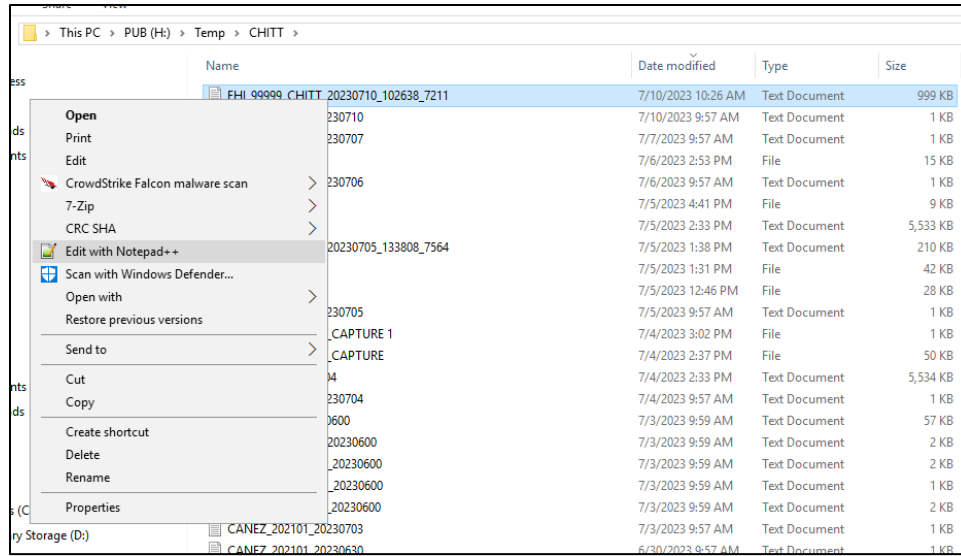 This PC > PUB (H:) > Temp > CHITT >
Name Date modified Type Size
ess
FHI_99999_CHITT_20230710_102638_7211 7/10/2023 10:26 AM Text Document 999 KB
Open
230710 7/10/2023 9:57 AM Text Document 1 KB
ds
Print
230707 7/7/2023 9:57 AM Text Document 1 KB
nts
Edit
7/6/2023 2:53 PM File 15 KB
CrowdStrike Falcon malware scan
230706 7/6/2023 9:57 AM Text Document 1 KB
7-Zip
7/5/2023 4:41 PM File 9 KB
CRC SHA
7/5/2023 2:33 PM Text Document 5,533 KB
Edit with Notepad++
20230705_133808_7564 7/5/2023 1:38 PM Text Document 210 KB
Scan with Windows Defender...
7/5/2023 1:31 PM File 42 KB
Open with
7/5/2023 12:46 PM File 28 KB
Restore previous versions
230705 7/5/2023 9:57 AM Text Document 1 KB
_CAPTURE 1 7/4/2023 3:02 PM File 1 KB
Send to
_CAPTURE 7/4/2023 2:37 PM File 50 KB
Cut
04 7/4/2023 2:33 PM Text Document 5,534 KB
nts
Copy
230704 7/4/2023 9:57 AM Text Document 1 KB
ds
0600 7/3/2023 9:59 AM Text Document 57 KB
Create shortcut
20230600 7/3/2023 9:59 AM Text Document 2 KB
Delete
_20230600 7/3/2023 9:59 AM Text Document 2 KB
Rename
_20230600 7/3/2023 9:59 AM Text Document 1 KB
Properties
_20230600 7/3/2023 9:59 AM Text Document 2 KB
s (C
CANEZ_202101_20230703 7/3/2023 9:57 AM Text Document 1 KB
ry Storage (D:)
CANEZ_202101_20230630 6/30/2023 9:57 AM Text Document 1 KB